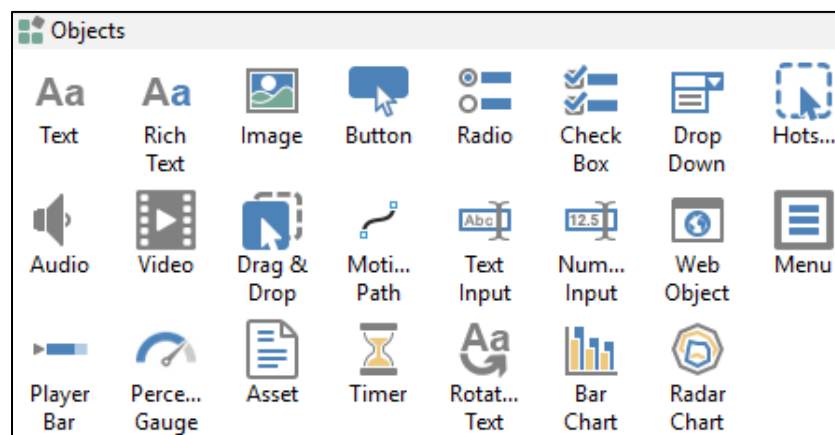 Objects
Aa Aa
Text Rich Image Button Radio Check Drop Hots...
Text Box Down
Abc 12.5
Audio Video Drag & Moti... Text Num... Web Menu
Drop Path Input Input Object
Aa
Player Perce... Asset Timer Rotat... Bar Radar
Bar Gauge Text Chart Chart